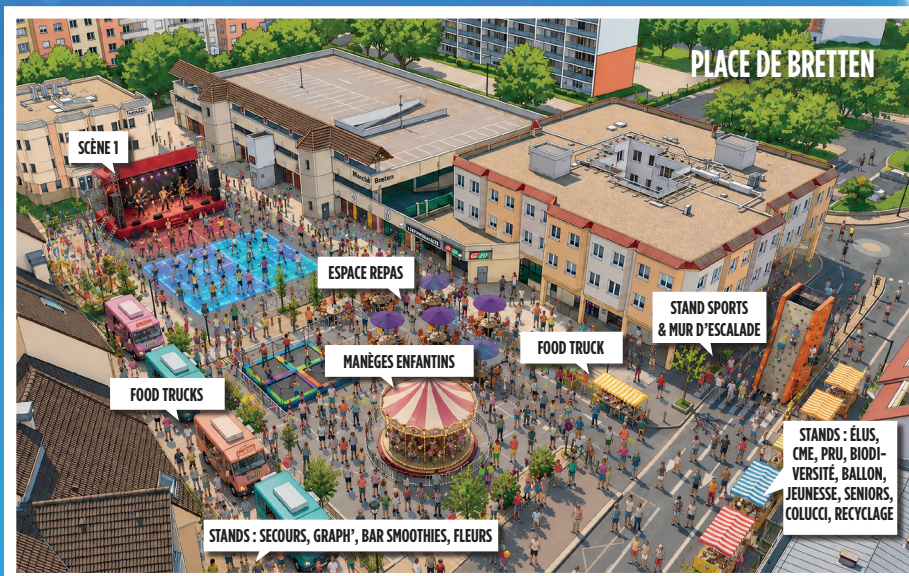 PLACE DE BRETTEN
SCÈNE 1
Marché Bretten
G20
ESPACE REPAS
STAND SPORTS
& MUR D'ESCALADE
FOOD TRUCK
MANÈGES ENFANTINS
FOOD TRUCKS
STANDS : ÉLUS,
CME, PRU, BIODI-
VERSITÉ, BALLON,
JEUNESSE, SENIORS,
COLUCCI, RECYCLAGE
STANDS : SECOURS, GRAPH', BAR SMOOTHIES, FLEURS